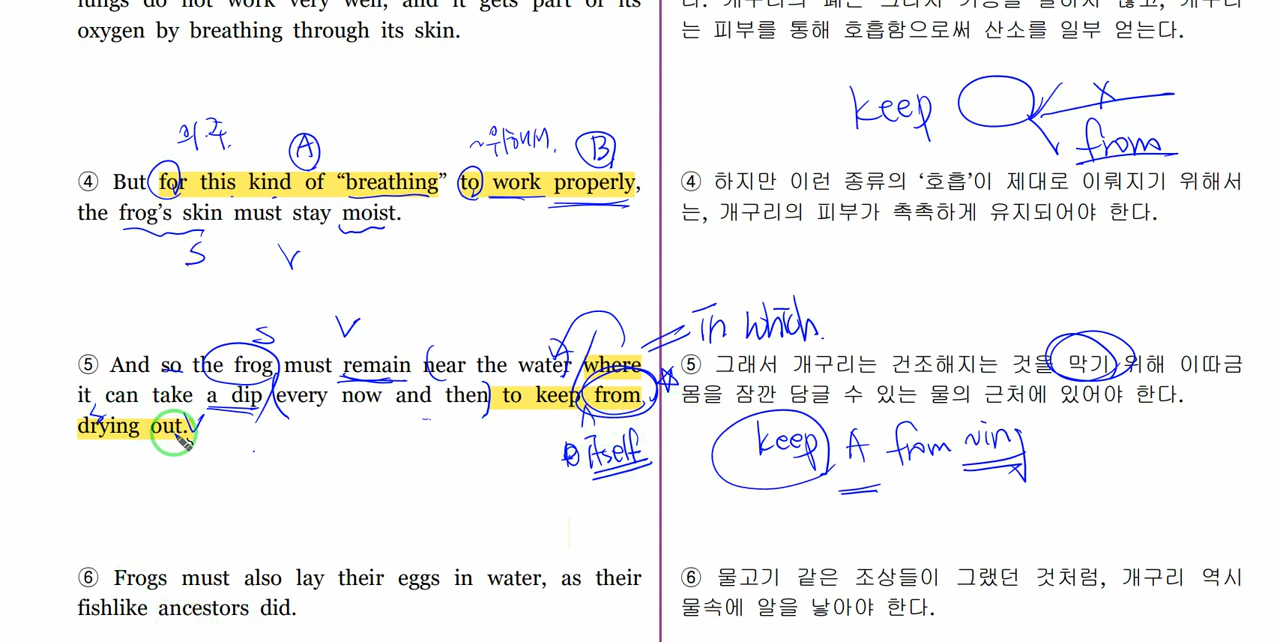 lungs do not work very well, and it gets part of its
oxygen by breathing through its skin.
④ But for this kind of “breathing” to work properly,
the frog’s skin must stay moist.
⑤ And so the frog must remain near the water where
it can take a dip every now and then to keep from
drying out.
⑥ Frogs must also lay their eggs in water, as their
fishlike ancestors did.
다. 개구리의 폐는 그다지 기능을 잘하지 않고, 개구리
는 피부를 통해 호흡함으로써 산소를 일부 얻는다.
④ 하지만 이런 종류의 ‘호흡’이 제대로 이뤄지기 위해서
는, 개구리의 피부가 촉촉하게 유지되어야 한다.
⑤ 그래서 개구리는 건조해지는 것을 막기 위해 이따금
몸을 잠깐 담글 수 있는 물의 근처에 있어야 한다.
⑥ 물고기 같은 조상들이 그랬던 것처럼, 개구리 역시
물속에 알을 낳아야 한다.
의주.
A
~위해서.
B
S
V
S
V
in which.
itself
keep
from
keep A from ving